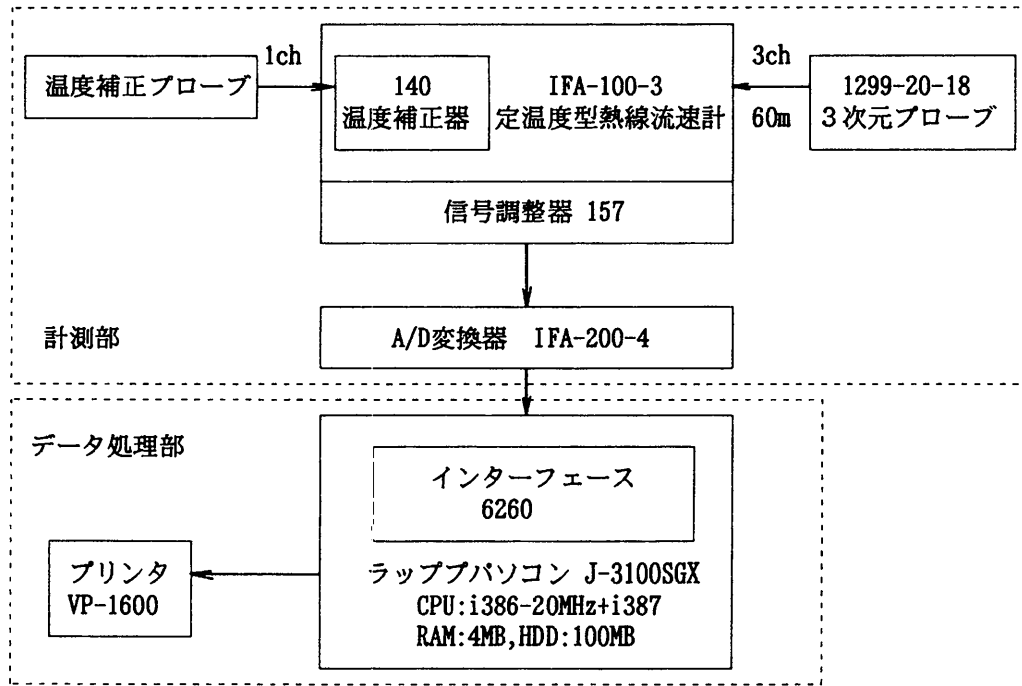 温度補正プローブ
1ch
140
温度補正器
IFA-100-3
定温度型熱線流速計
3ch
60m
1299-20-18
3次元プローブ
信号調整器 157
計測部
A/D変換器 IFA-200-4
データ処理部
インターフェース
6260
プリンタ
VP-1600
ラッププパソコン J-3100SGX
CPU:i386-20MHz+i387
RAM:4MB,HDD:100MB